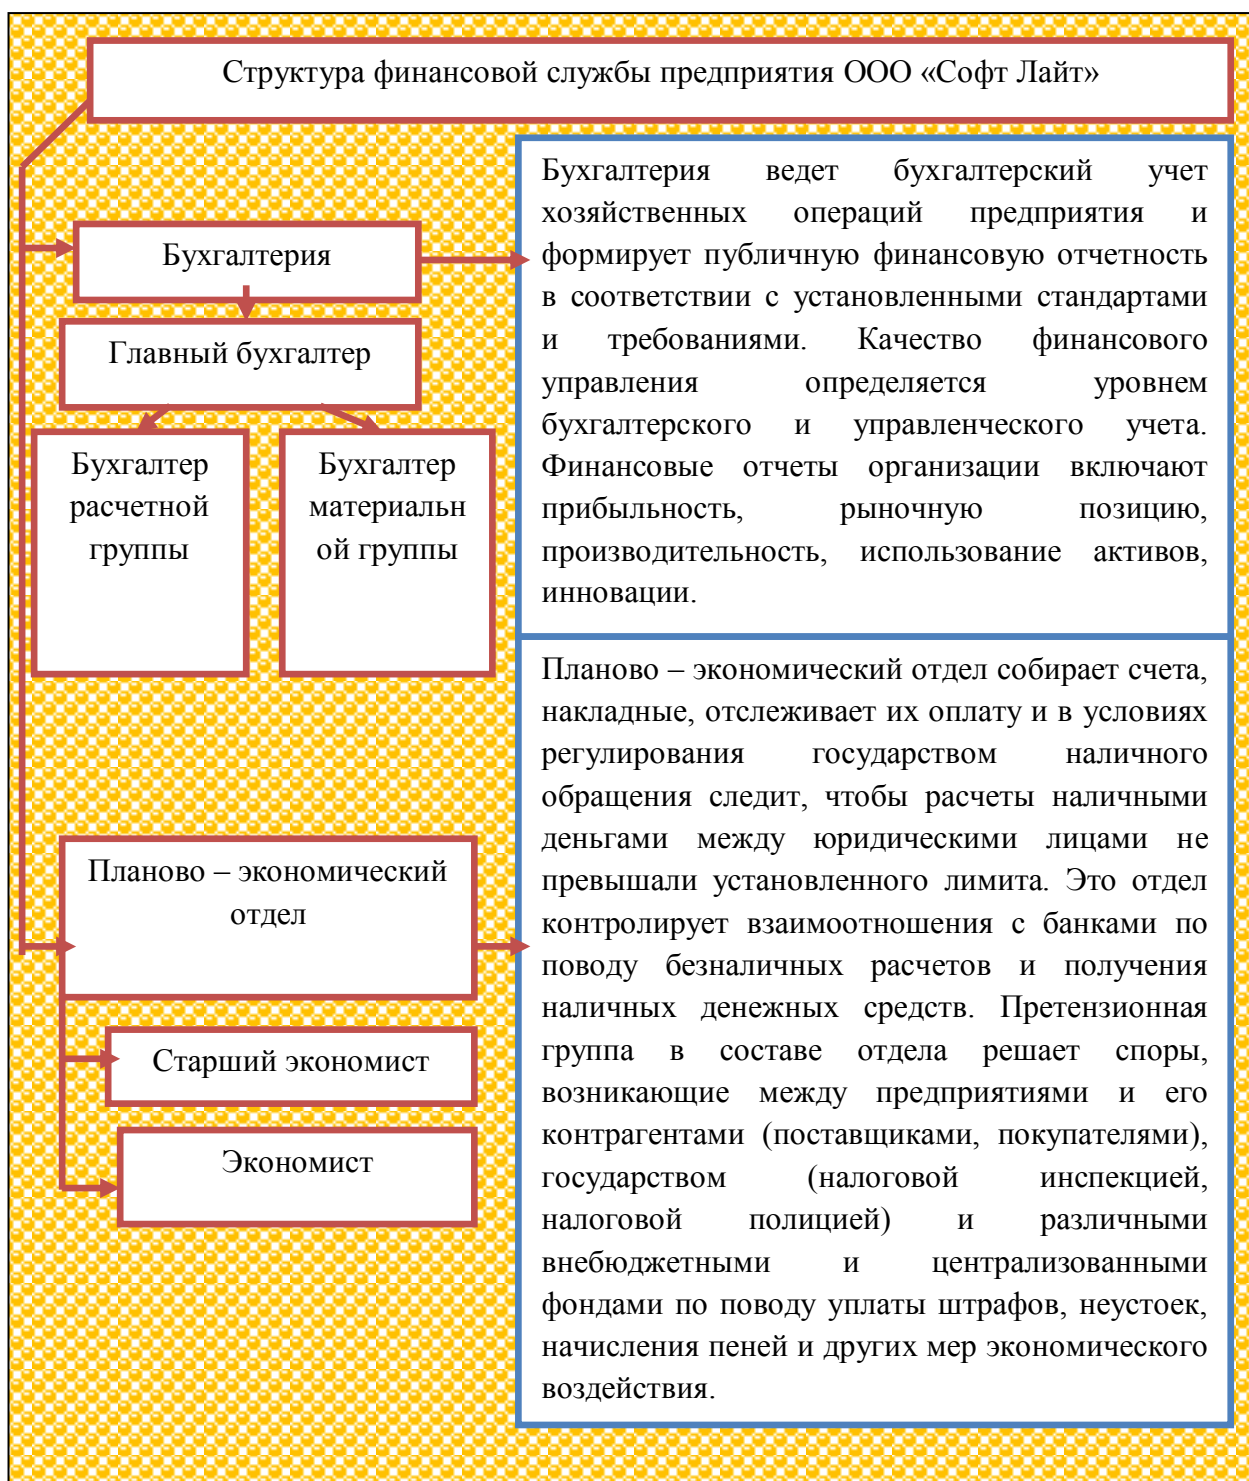 Структура финансовой службы предприятия ООО «Софт Лайт»
Бухгалтерия
Главный бухгалтер
Бухгалтер
расчетной
группы
Бухгалтер
материальн
ой группы
Бухгалтерия ведет бухгалтерский учет
хозяйственных операций предприятия и
формирует публичную финансовую отчетность
в соответствии с установленными стандартами
и требованиями. Качество финансового
управления определяется уровнем
бухгалтерского и управленческого учета.
Финансовые отчеты организации включают
прибыльность, рыночную позицию,
производительность, использование активов,
инновации.
Планово – экономический
отдел
Старший экономист
Экономист
Планово – экономический отдел собирает счета,
накладные, отслеживает их оплату и в условиях
регулирования государством наличного
обращения следит, чтобы расчеты наличными
деньгами между юридическими лицами не
превышали установленного лимита. Это отдел
контролирует взаимоотношения с банками по
поводу безналичных расчетов и получения
наличных денежных средств. Претензионная
группа в составе отдела решает споры,
возникающие между предприятиями и его
контрагентами (поставщиками, покупателями),
государством (налоговой инспекцией,
налоговой полицией) и различными
внебюджетными и централизованными
фондами по поводу уплаты штрафов, неустоек,
начисления пеней и других мер экономического
воздействия.